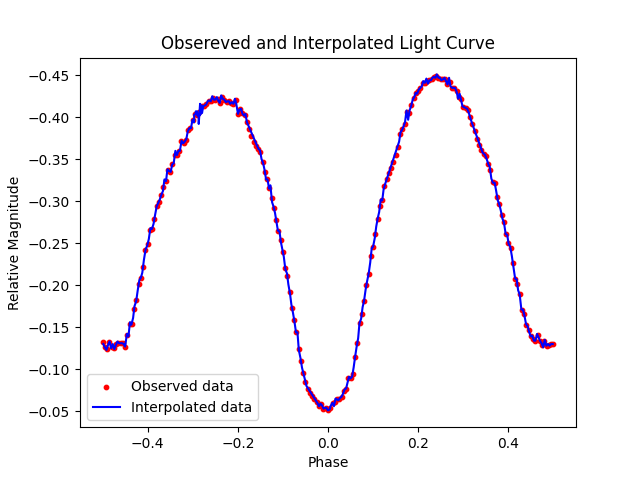 Obsereved and Interpolated Light Curve
−0.45
−0.40
−0.35
−0.30
−0.25
−0.20
−0.15
−0.10
−0.05
Relative Magnitude
Observed data
Interpolated data
−0.4
−0.2
0.0
0.2
0.4
Phase